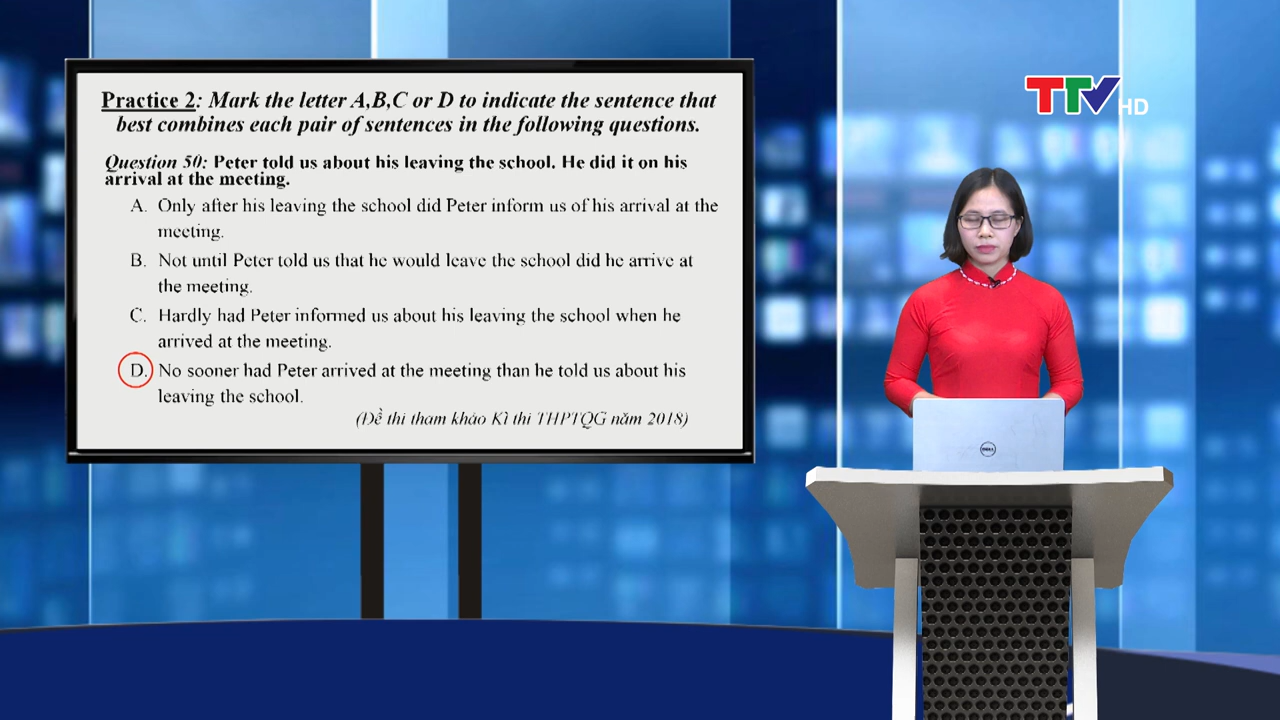 Practice 2: Mark the letter A,B,C or D to indicate the sentence that
best combines each pair of sentences in the following questions.
Question 50: Peter told us about his leaving the school. He did it on his
arrival at the meeting.
A. Only after his leaving the school did Peter inform us of his arrival at the
meeting.
B. Not until Peter told us that he would leave the school did he arrive at
the meeting.
C. Hardly had Peter informed us about his leaving the school when he
arrived at the meeting.
D. No sooner had Peter arrived at the meeting than he told us about his
leaving the school.
(Đề thi tham khảo Kì thi THPTQG năm 2018)
TTV HD
DELL